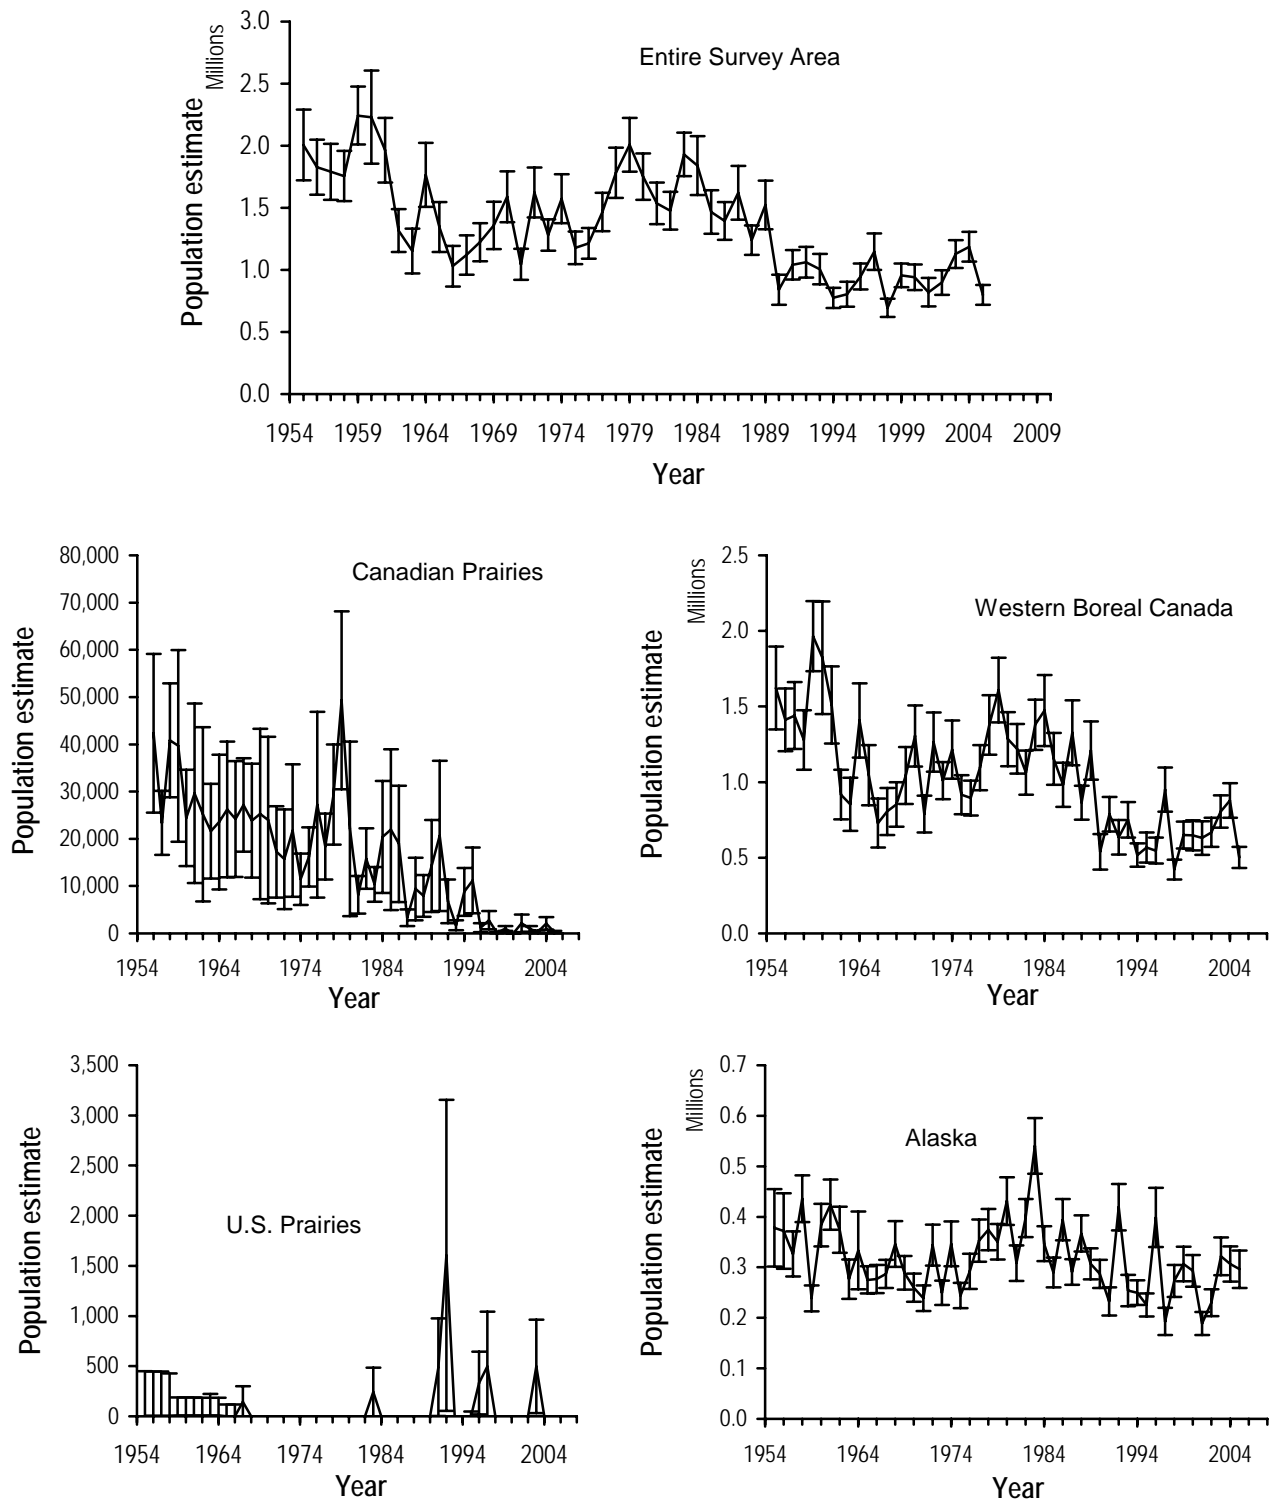 3.0
Millions
Entire Survey Area
2.5
2.0
Population estimate
1.5
1.0
0.5
0.0
1954 1959 1964 1969 1974 1979 1984 1989 1994 1999 2004 2009
Year
80,000
Canadian Prairies
70,000
60,000
50,000
Population estimate
40,000
30,000
20,000
10,000
0
1954 1964 1974 1984 1994 2004
Year
2.5
Millions
Western Boreal Canada
2.0
Population estimate
1.5
1.0
0.5
0.0
1954 1964 1974 1984 1994 2004
Year
3,500
3,000
2,500
Population estimate
2,000
U.S. Prairies
1,500
1,000
500
0
1954 1964 1974 1984 1994 2004
Year
0.7
Millions
0.6
Alaska
0.5
Population estimate
0.4
0.3
0.2
0.1
0.0
1954 1964 1974 1984 1994 2004
Year